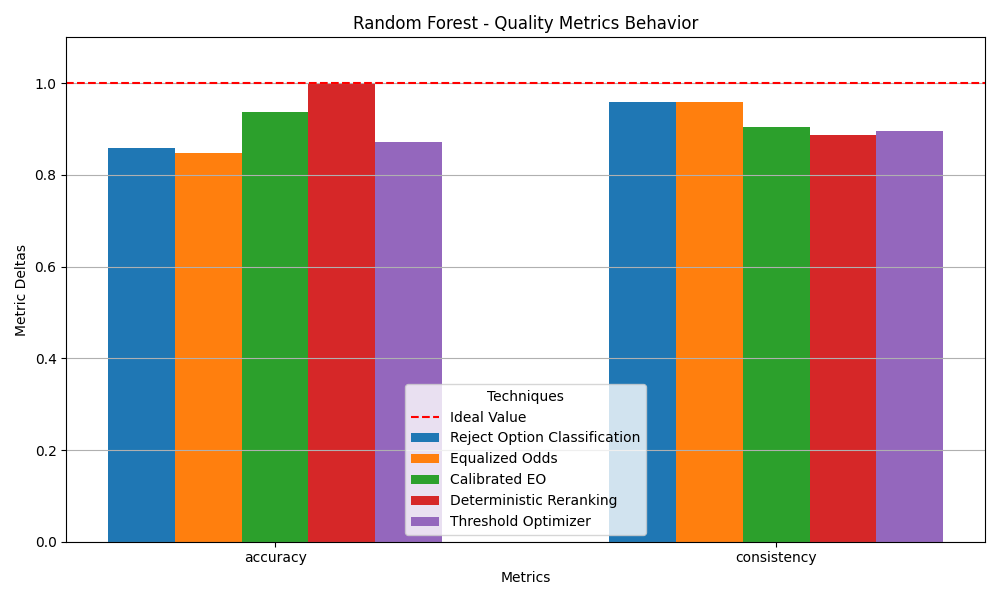 Random Forest - Quality Metrics Behavior
Metric Deltas
1.0
0.8
0.6
0.4
0.2
0.0
Techniques
Ideal Value
Reject Option Classification
Equalized Odds
Calibrated EO
Deterministic Reranking
Threshold Optimizer
accuracy
consistency
Metrics